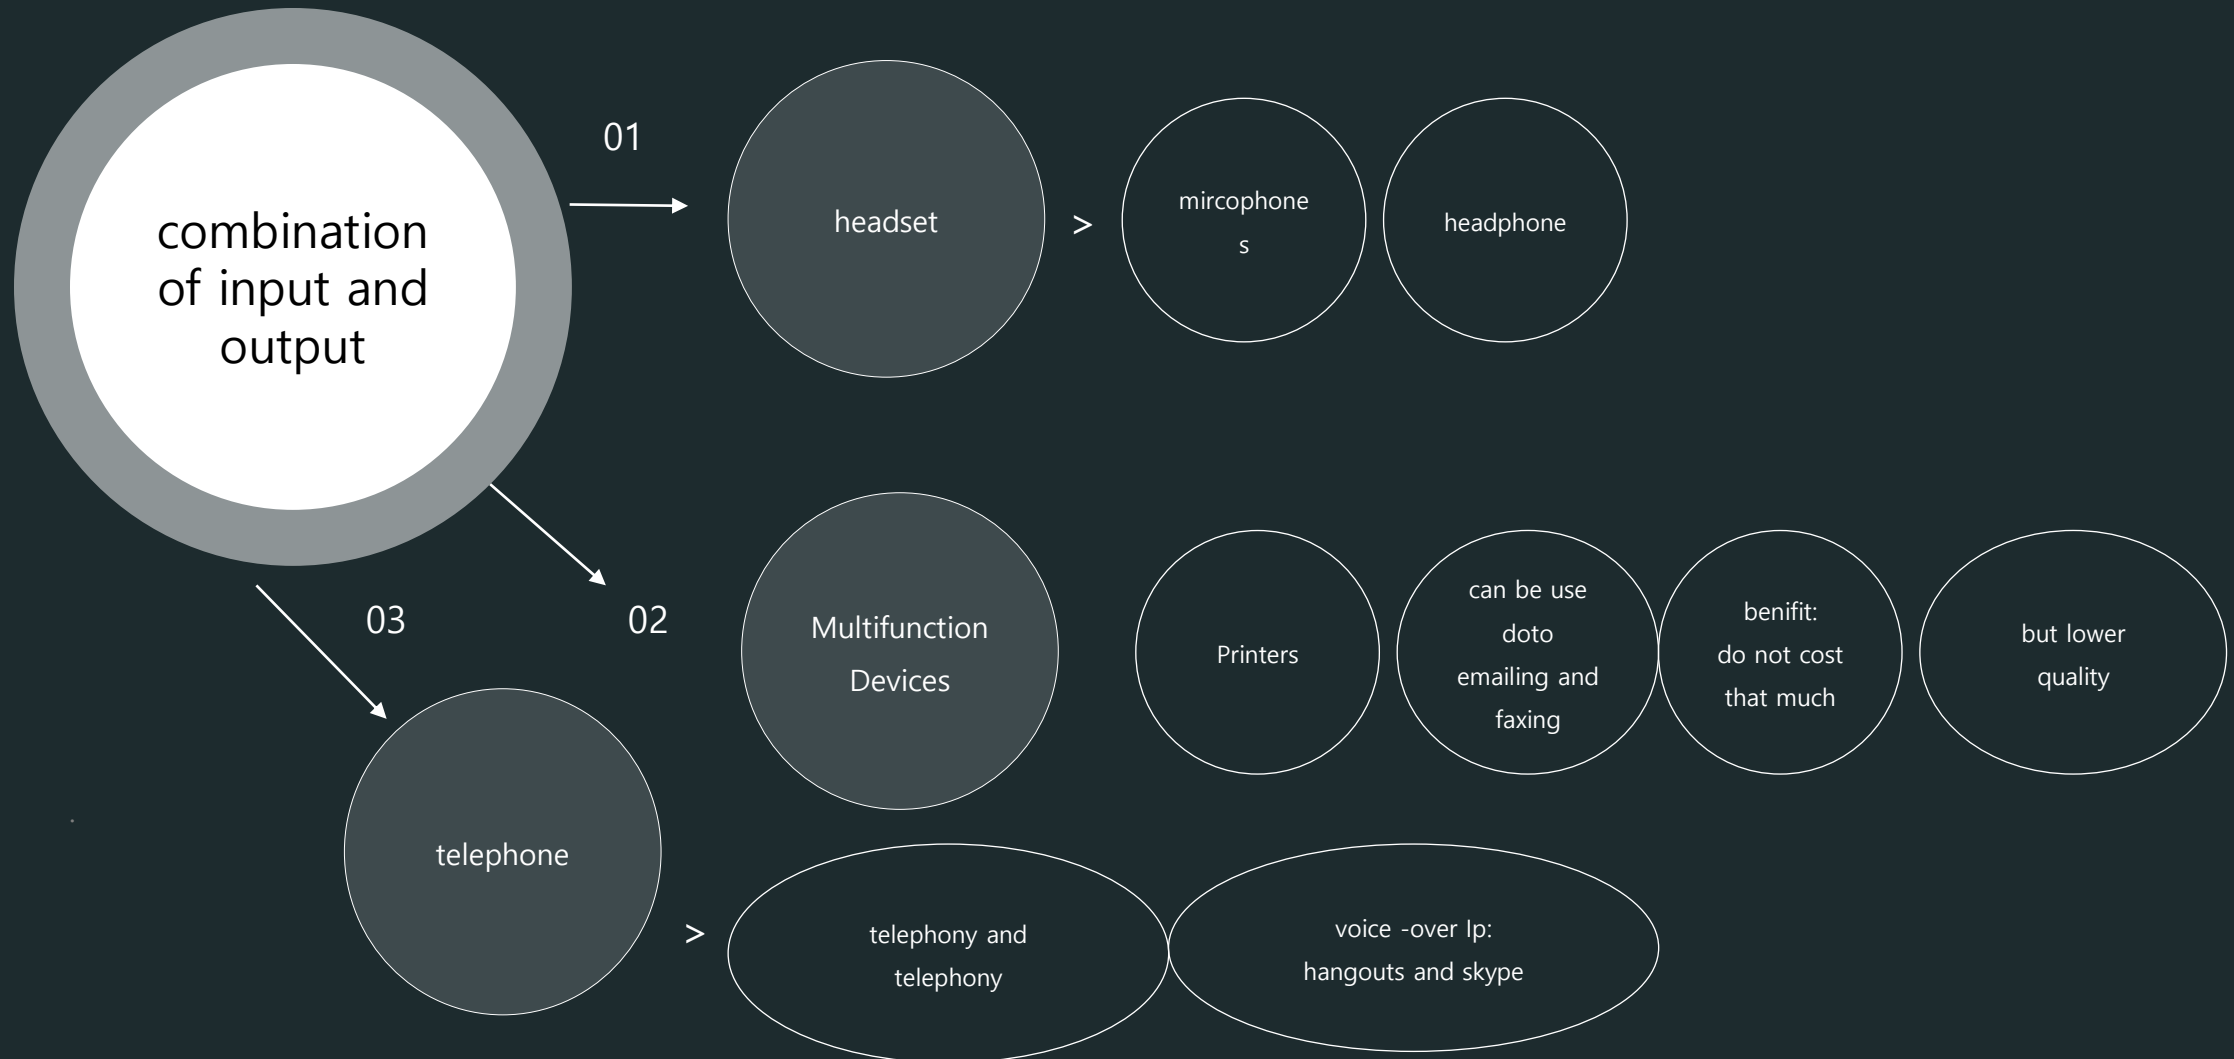 combination
of input and
output
01
headset
>
mircophone
s
headphone
02
Multifunction
Devices
Printers
can be use
doto
emailing and
faxing
benifit:
do not cost
that much
but lower
quality
03
telephone
>
telephony and
telephony
voice -over Ip:
hangouts and skype